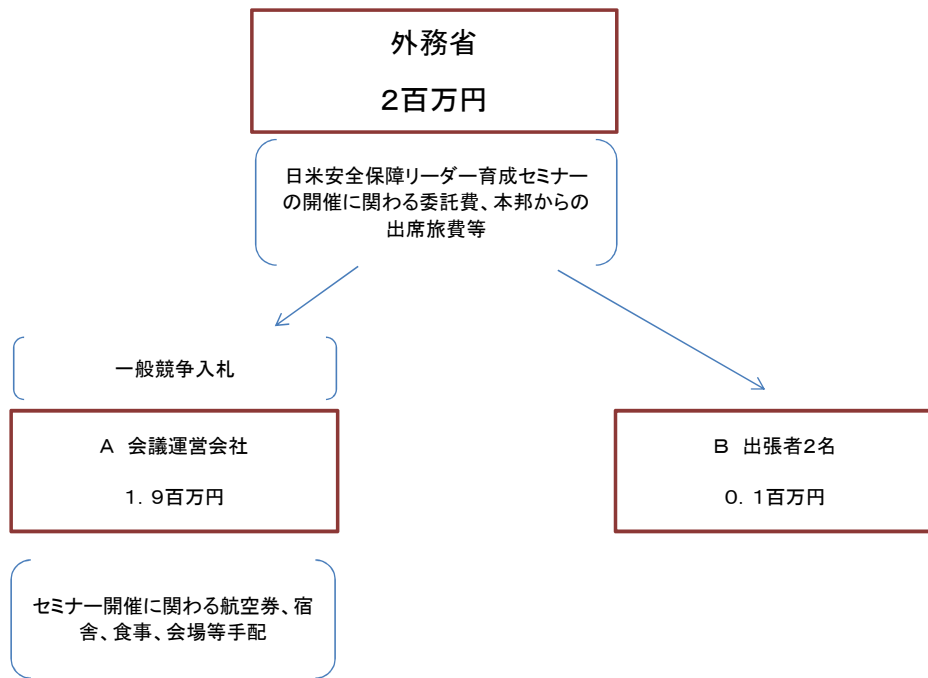 外務省
2百万円
日米安全保障リーダー育成セミナー
の開催に関わる委託費、本邦からの
出席旅費等
一般競争入札
A 会議運営会社
1.9百万円
B 出張者2名
0.1百万円
セミナー開催に関わる航空券、宿
舎、食事、会場等手配